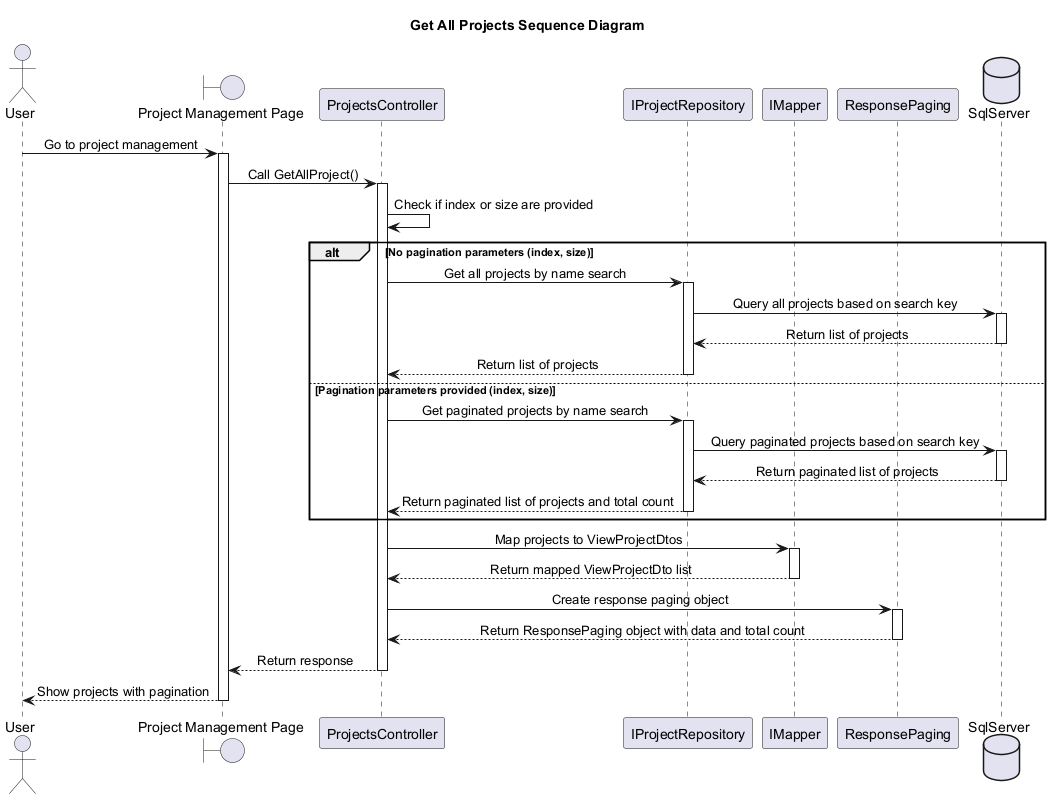 Get All Projects Sequence Diagram
User
Project Management Page
ProjectsController
IProjectRepository
IMapper
ResponsePaging
SqlServer
Go to project management
Call GetAllProject()
Check if index or size are provided
alt
[No pagination parameters (index, size)]
Get all projects by name search
Query all projects based on search key
Return list of projects
Return list of projects
[Pagination parameters provided (index, size)]
Get paginated projects by name search
Query paginated projects based on search key
Return paginated list of projects
Return paginated list of projects and total count
Map projects to ViewProjectDtos
Return mapped ViewProjectDto list
Create response paging object
Return ResponsePaging object with data and total count
Return response
Show projects with pagination
User
Project Management Page
ProjectsController
IProjectRepository
IMapper
ResponsePaging
SqlServer